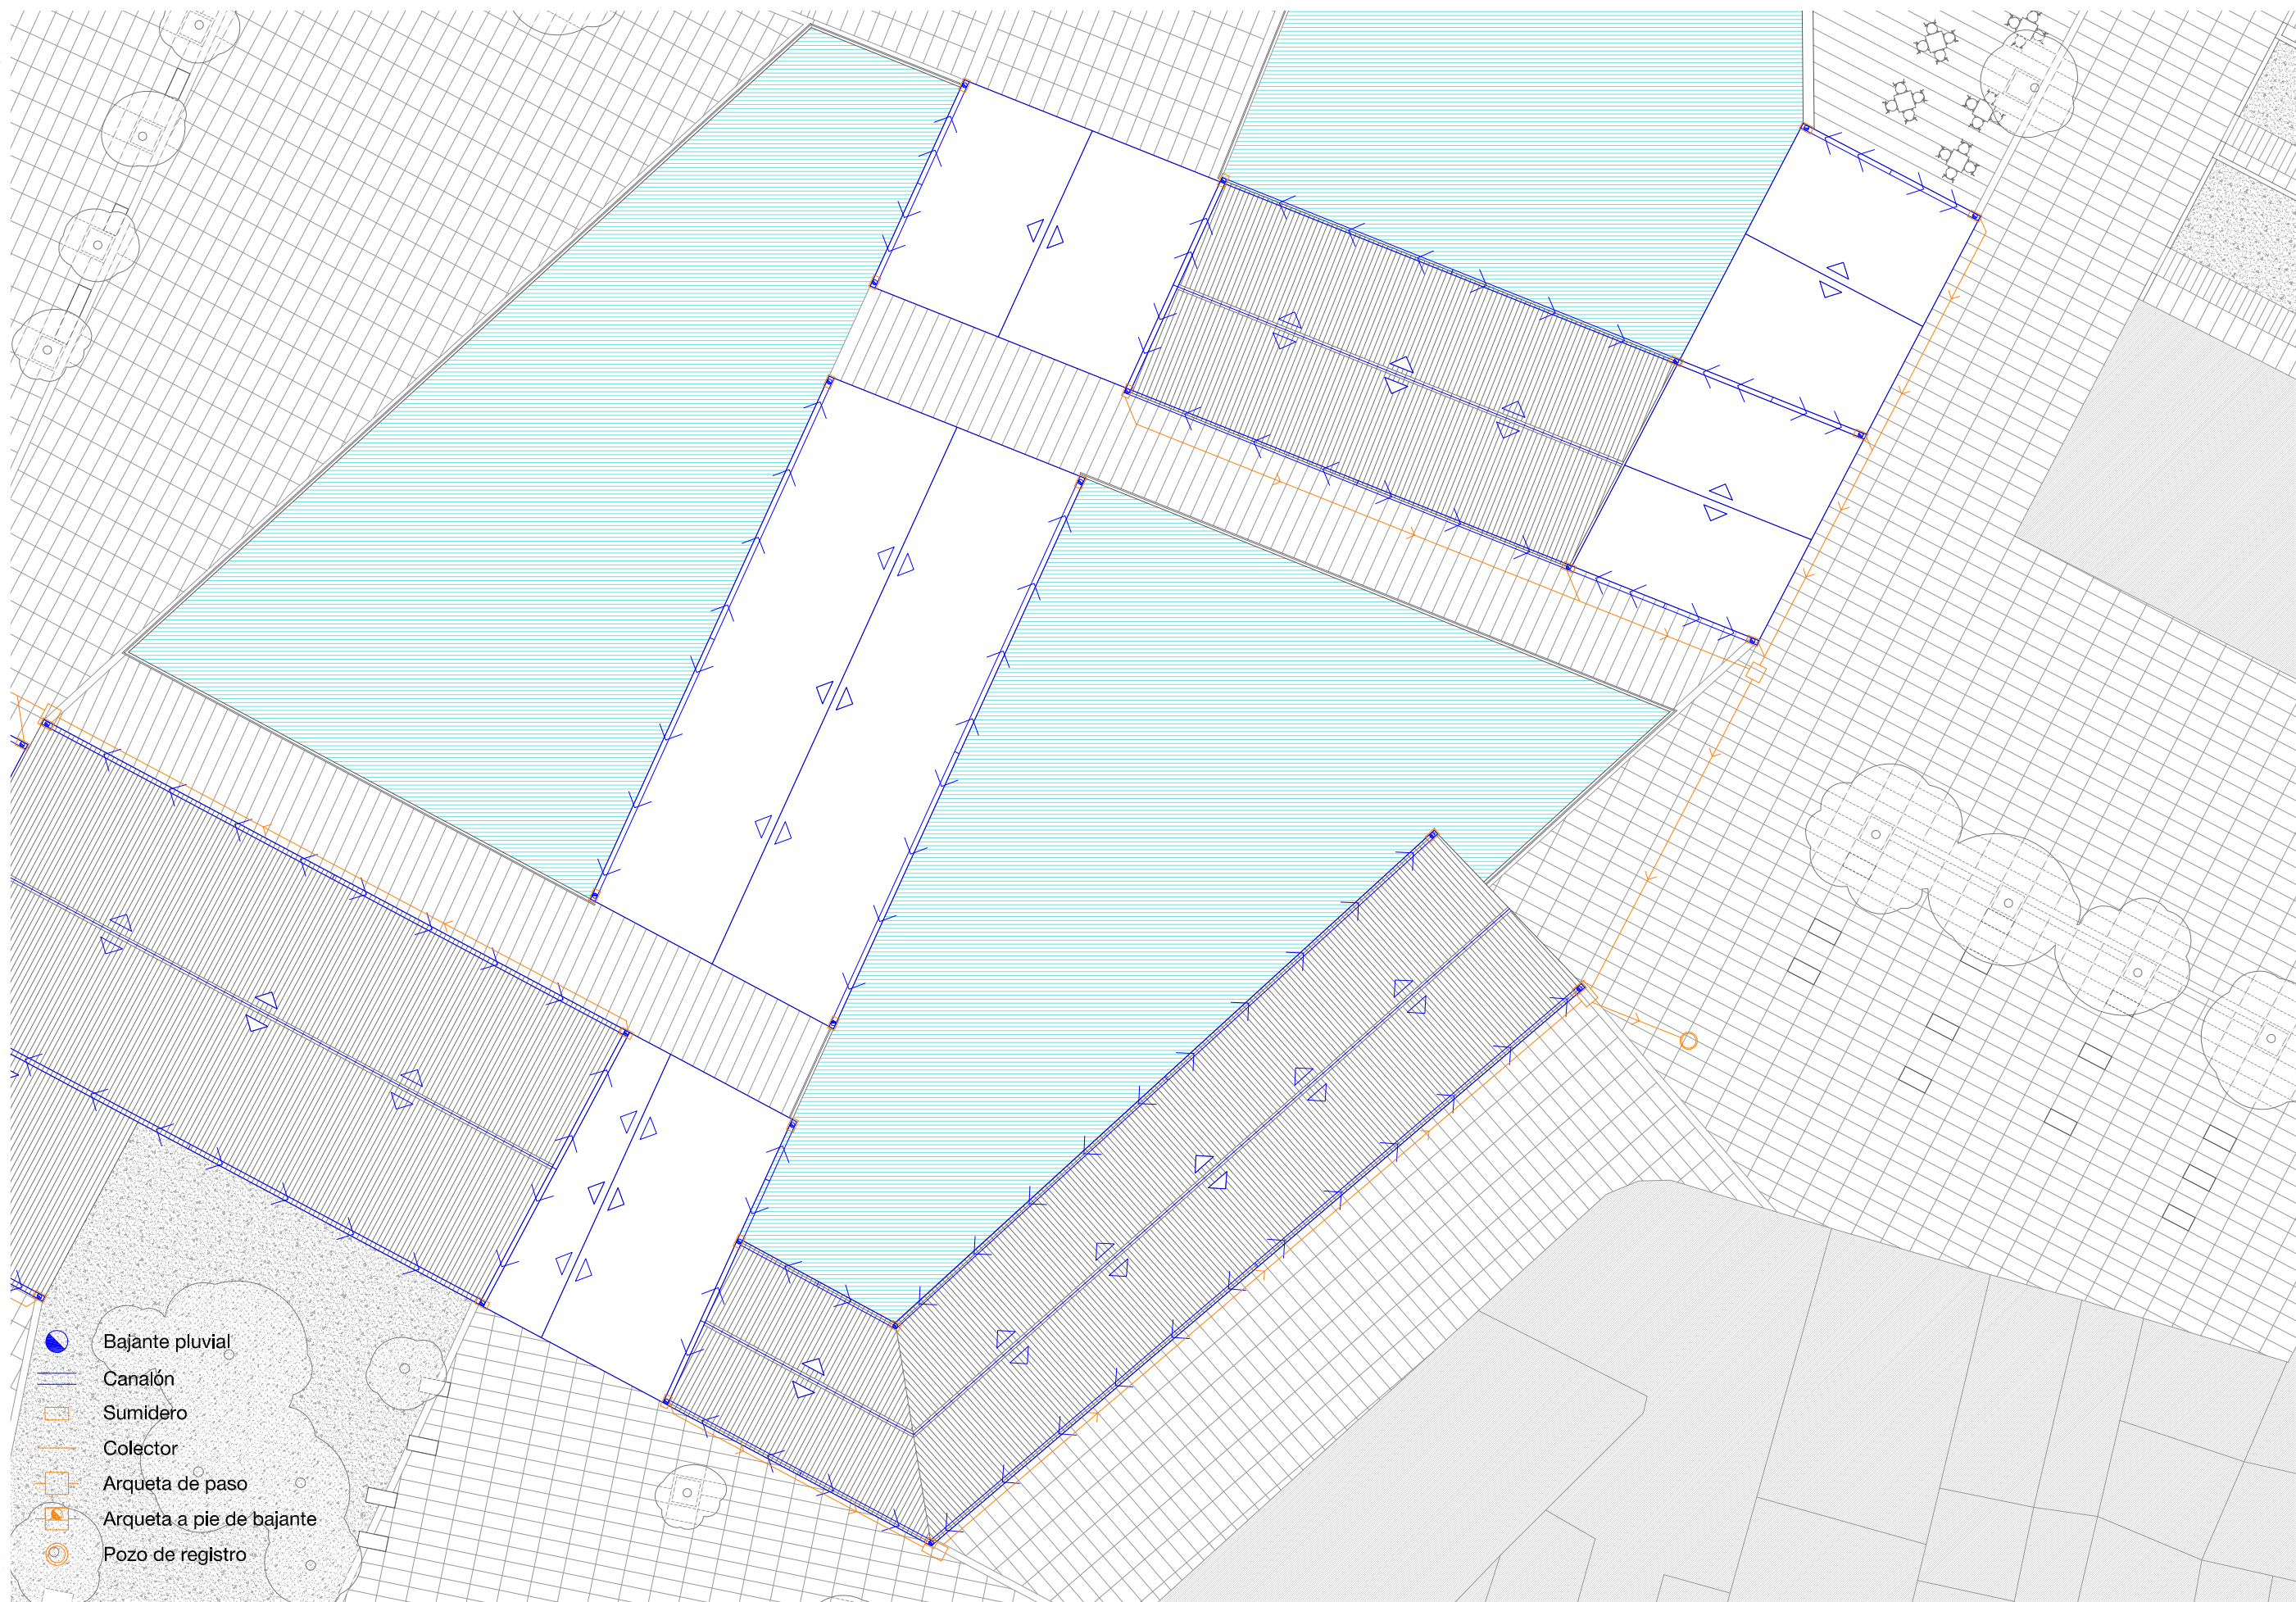 Bajante pluvial
Canalón
Sumidero
Colector
Arqueta de paso
Arqueta a pie de bajante
Pozo de registro